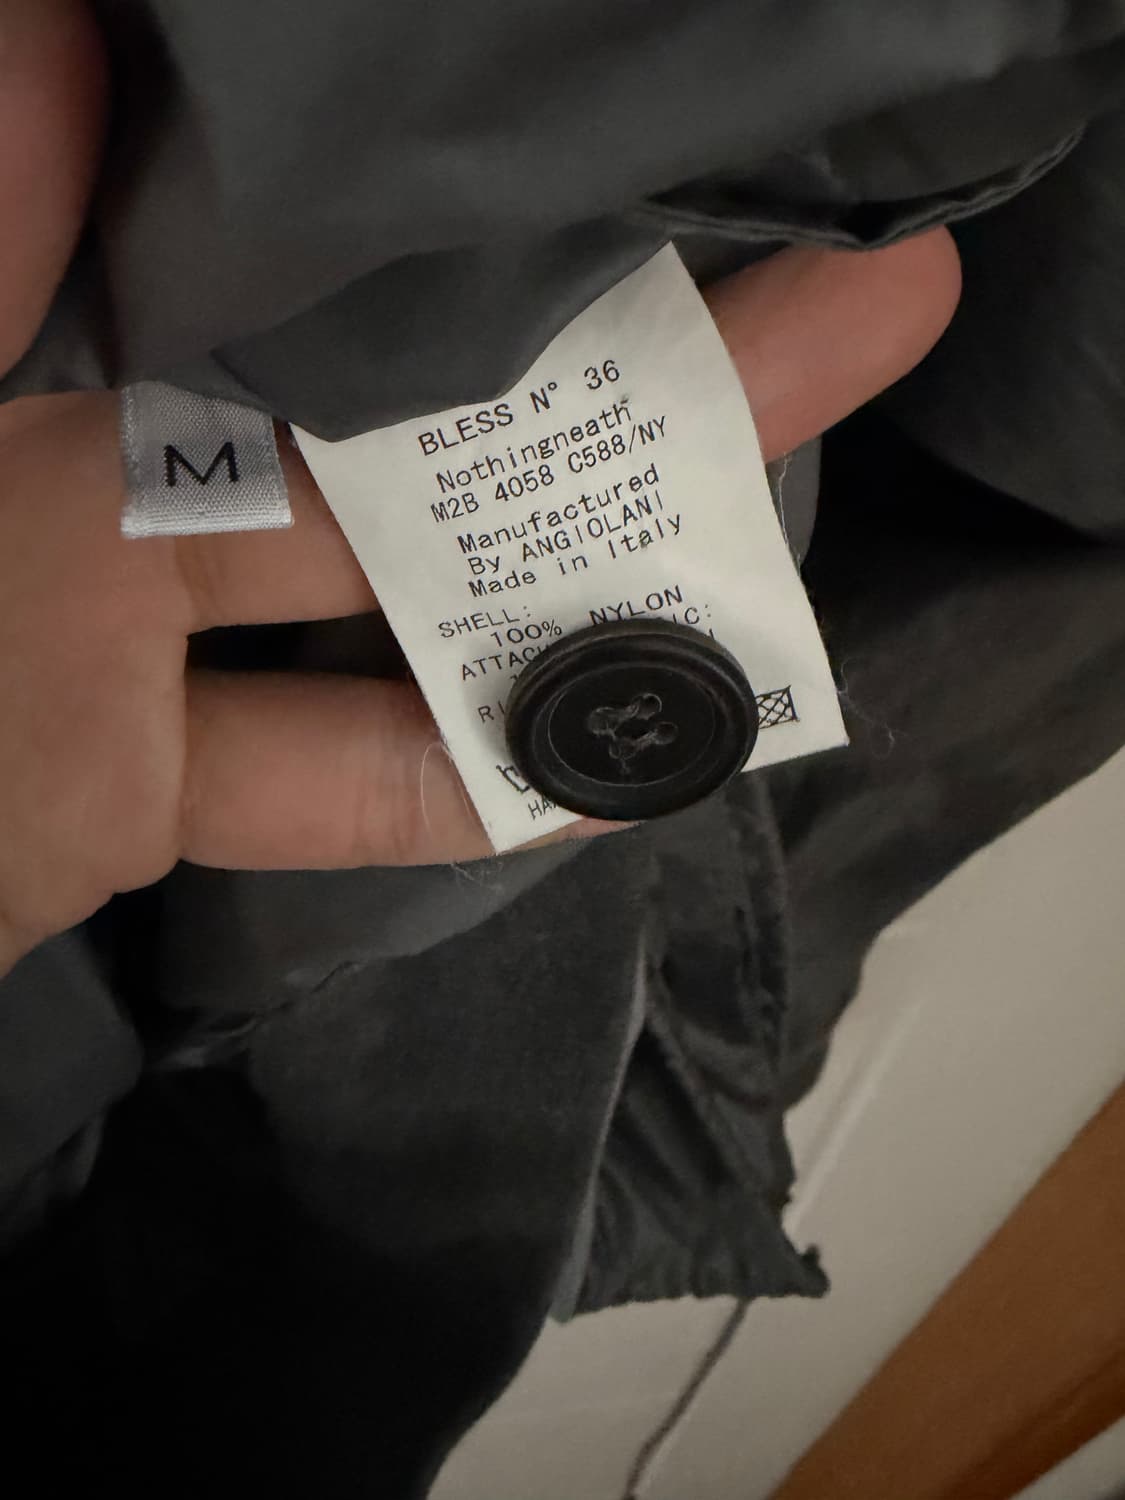 M
BLESS N° 36
Nothingneath
M2B 4058 C588/NY
Manufactured
By ANGIOLANI
Made in Italy
SHELL:
100% NYLON